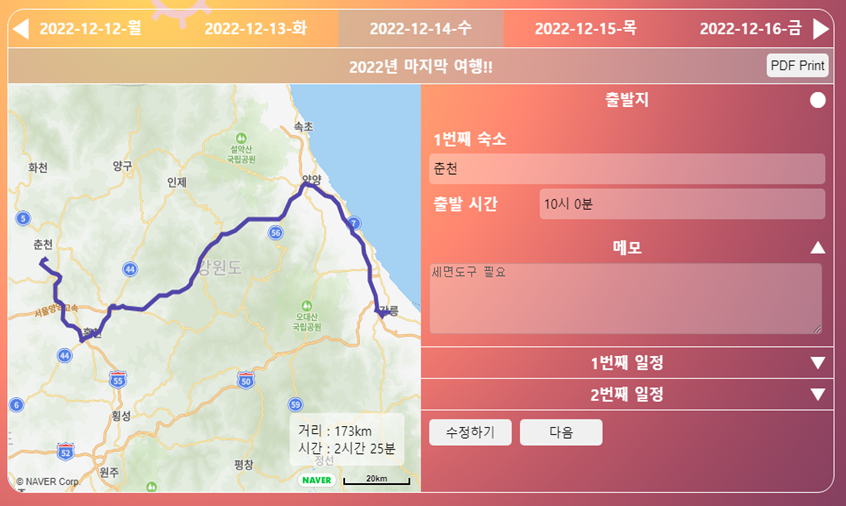 2022-12-12-월 2022-12-13-화 2022-12-14-수 2022-12-15-목 2022-12-16-금
2022년 마지막 여행!!
PDF Print
속초
설악산
국립공원
화천
양구
인제
양양
5
7
56
춘천
44
강원도
서울양양고속
홍천
오대산
국립공원
강릉
44
55
50
6
59
횡성
52
원주
평창
정선
거리 : 173km
시간 : 2시간 25분
© NAVER Corp.
NAVER
20km
출발지
1번째 숙소
춘천
출발 시간
10시 0분
메모
세면도구 필요
1번째 일정
2번째 일정
수정하기
다음